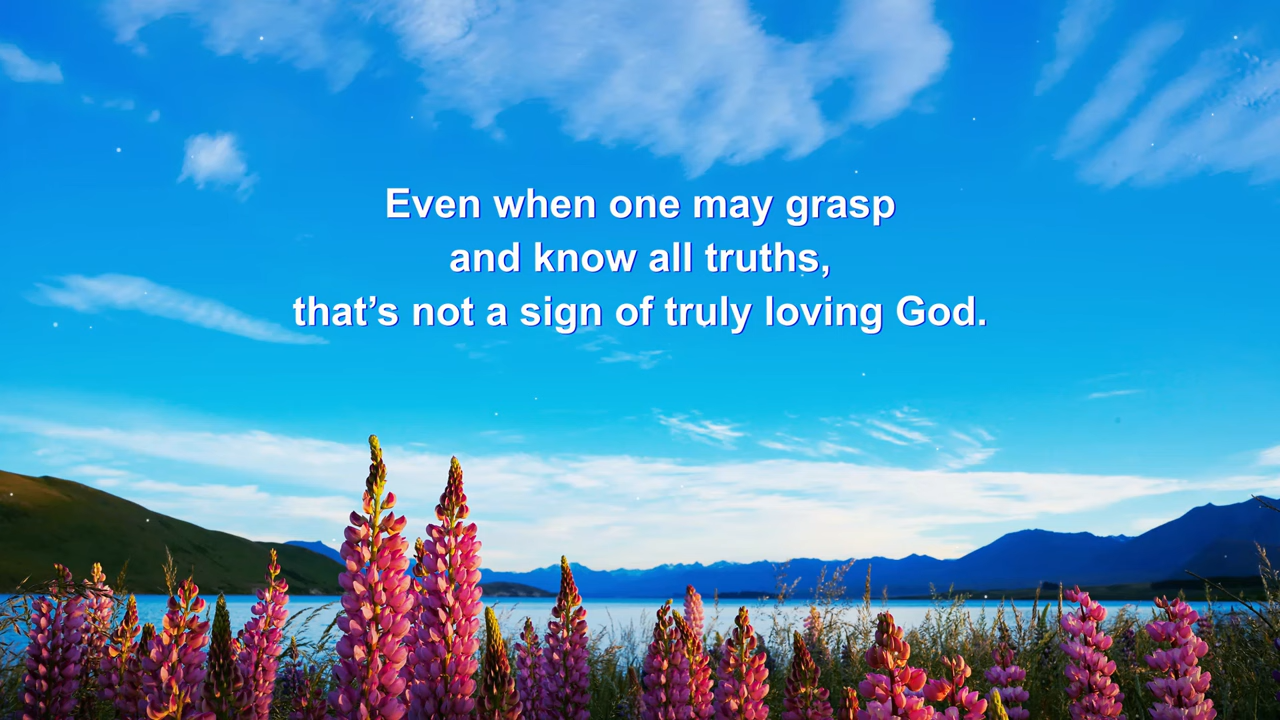 Even when one may grasp
and know all truths,
that’s not a sign of truly loving God.